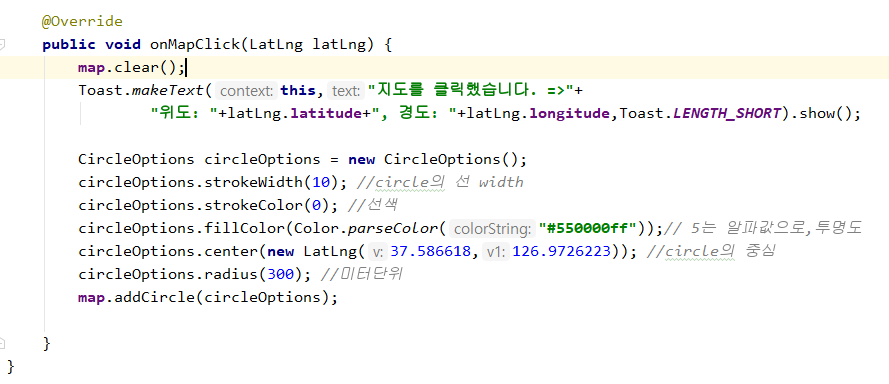 @Override
public void onMapClick(LatLng latLng) {
map.clear();
Toast.makeText( context: this, text: "지도를 클릭했습니다. =>"+
"위도: "+latLng.latitude+", 경도: "+latLng.longitude,Toast.LENGTH_SHORT).show();
CircleOptions circleOptions = new CircleOptions();
circleOptions.strokeWidth(10); //circle의 선 width
circleOptions.strokeColor(0); //선색
circleOptions.fillColor(Color.parseColor( colorString: "#550000ff"));// 5는 알파값으로,투명도
circleOptions.center(new LatLng( v: 37.586618, v1: 126.9726223)); //circle의 중심
circleOptions.radius(300); //미터단위
map.addCircle(circleOptions);
}
}